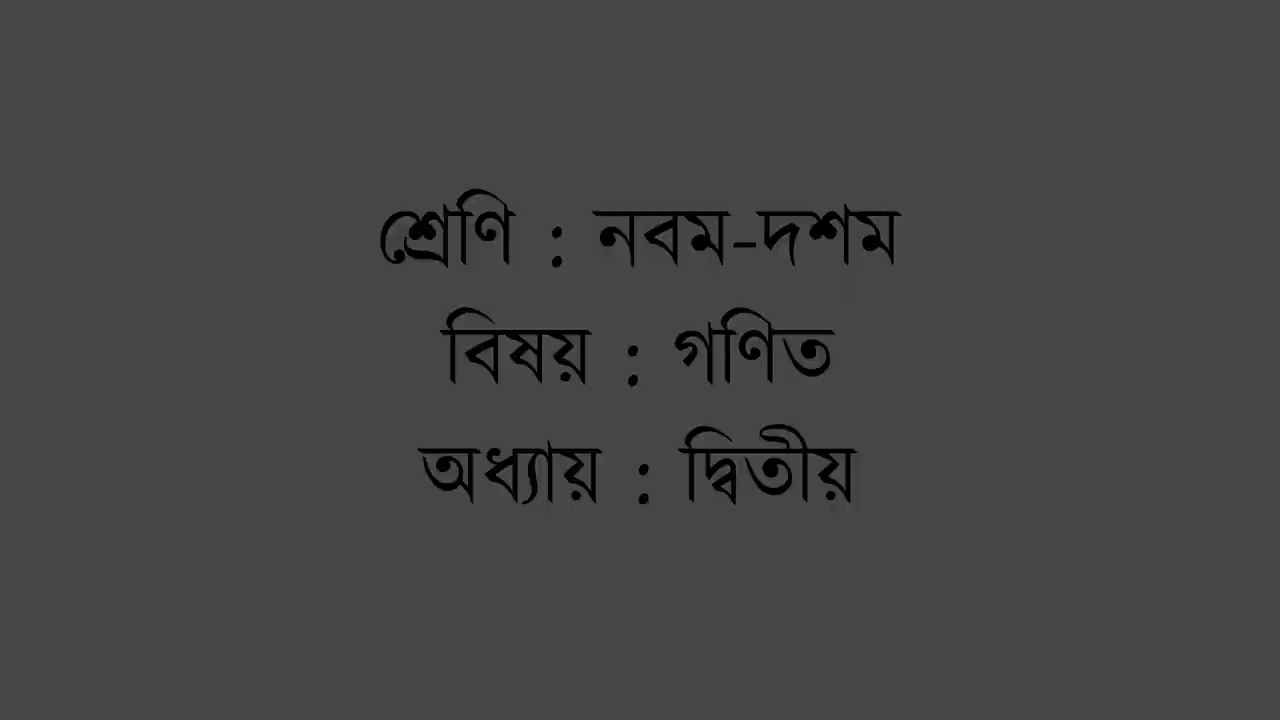 শ্রেণি : নবম-দশম
বিষয় : গণিত
অধ্যায় : দ্বিতীয়